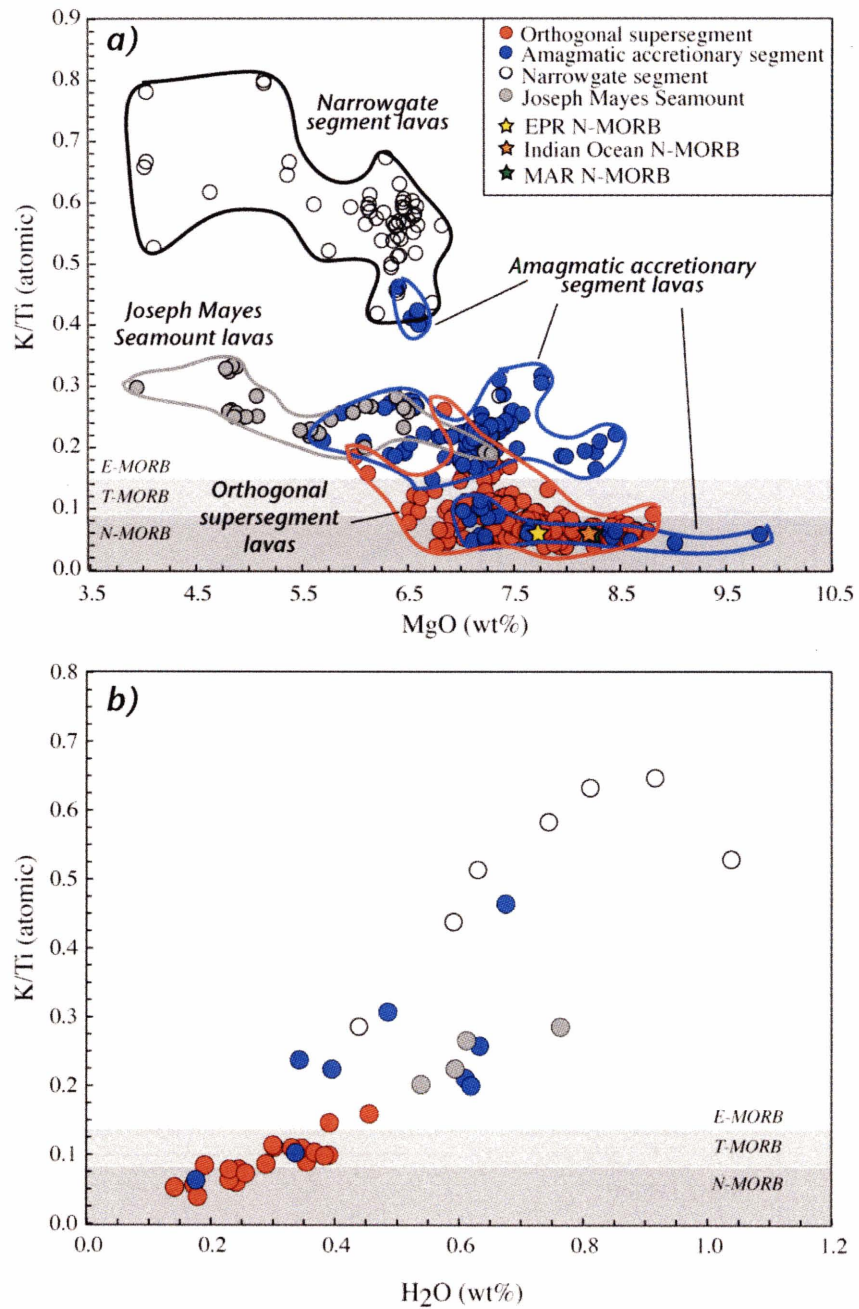 a)
0.9
0.8
0.7
0.6
0.5
0.4
0.3
0.2
0.1
0.0
K/Ti (atomic)
Orthogonal supersegment
Amagmatic accretionary segment
Narrowgate segment
Joseph Mayes Seamount
EPR N-MORB
Indian Ocean N-MORB
MAR N-MORB
Narrowgate
segment lavas
Amagmatic accretionary
segment lavas
Joseph Mayes
Seamount lavas
E-MORB
T-MORB
N-MORB
Orthogonal
supersegment
lavas
3.5 4.5 5.5 6.5 7.5 8.5 9.5 10.5
MgO (wt%)
b)
0.8
0.7
0.6
0.5
0.4
0.3
0.2
0.1
0.0
K/Ti (atomic)
E-MORB
T-MORB
N-MORB
0.0 0.2 0.4 0.6 0.8 1.0 1.2
H2O (wt%)